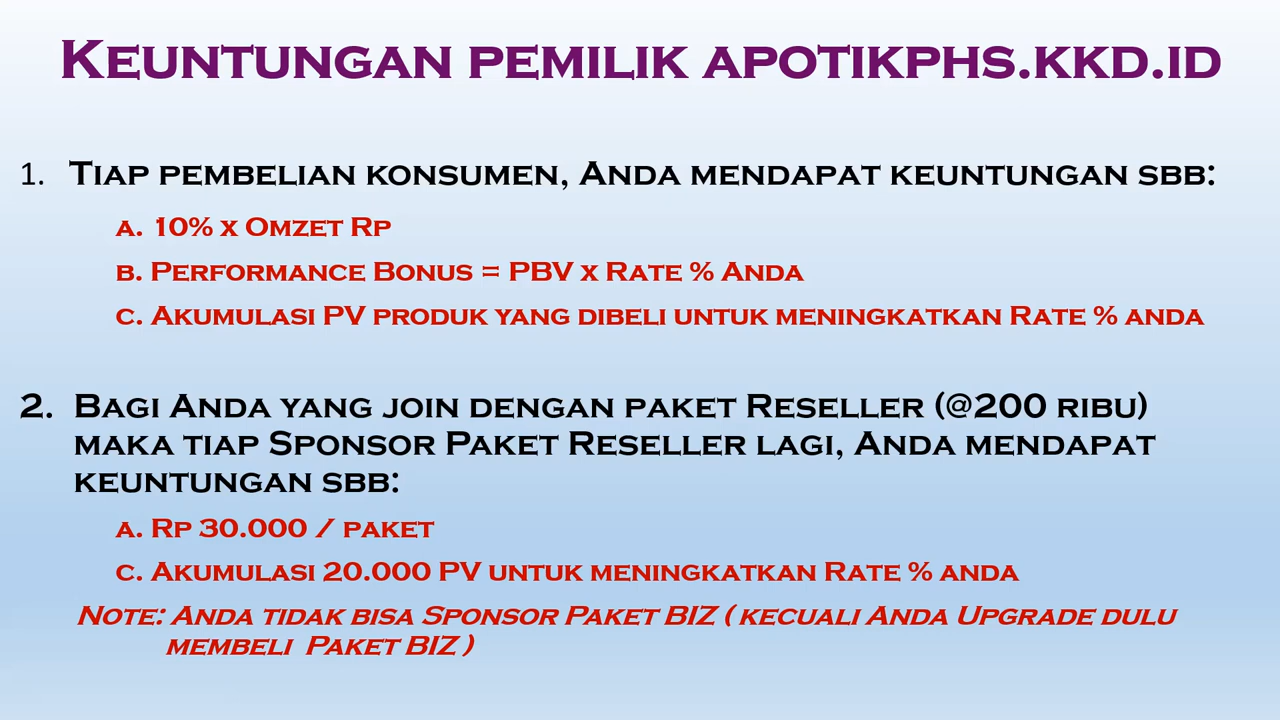 Keuntungan pemilik apotikphs.kkd.id
1. Tiap pembelian konsumen, Anda mendapat keuntungan sbb:
a. 10% x Omzet Rp
b. Performance Bonus = PBV x Rate % Anda
c. Akumulasi PV produk yang dibeli untuk meningkatkan Rate % anda
2. Bagi Anda yang join dengan paket Reseller (@200 ribu)
maka tiap Sponsor Paket Reseller lagi, Anda mendapat
keuntungan sbb:
a. Rp 30.000 / paket
c. Akumulasi 20.000 PV untuk meningkatkan Rate % anda
Note: Anda tidak bisa Sponsor Paket BIZ ( kecuali Anda Upgrade dulu
membeli Paket BIZ )